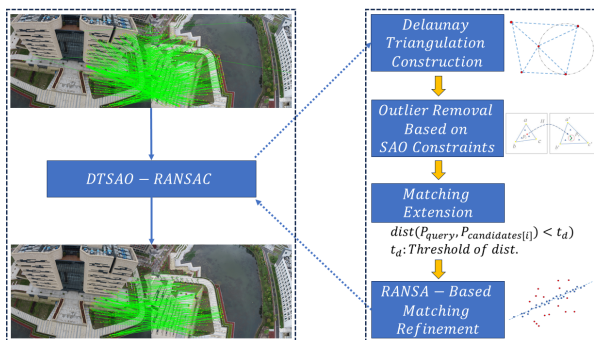 Delaunay
Triangulation
Construction
Outlier Removal
Based on
SAO Constraints
DTSAO − RANSAC
Matching
Extension
dist(P_query, P_candidates[i]) < t_d)
t_d: Threshold of dist.
RANSA − Based
Matching
Refinement